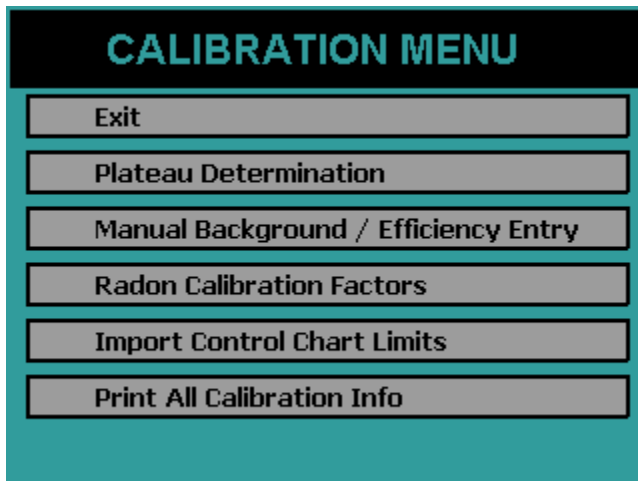 CALIBRATION MENU
Exit
Plateau Determination
Manual Background / Efficiency Entry
Radon Calibration Factors
Import Control Chart Limits
Print All Calibration Info